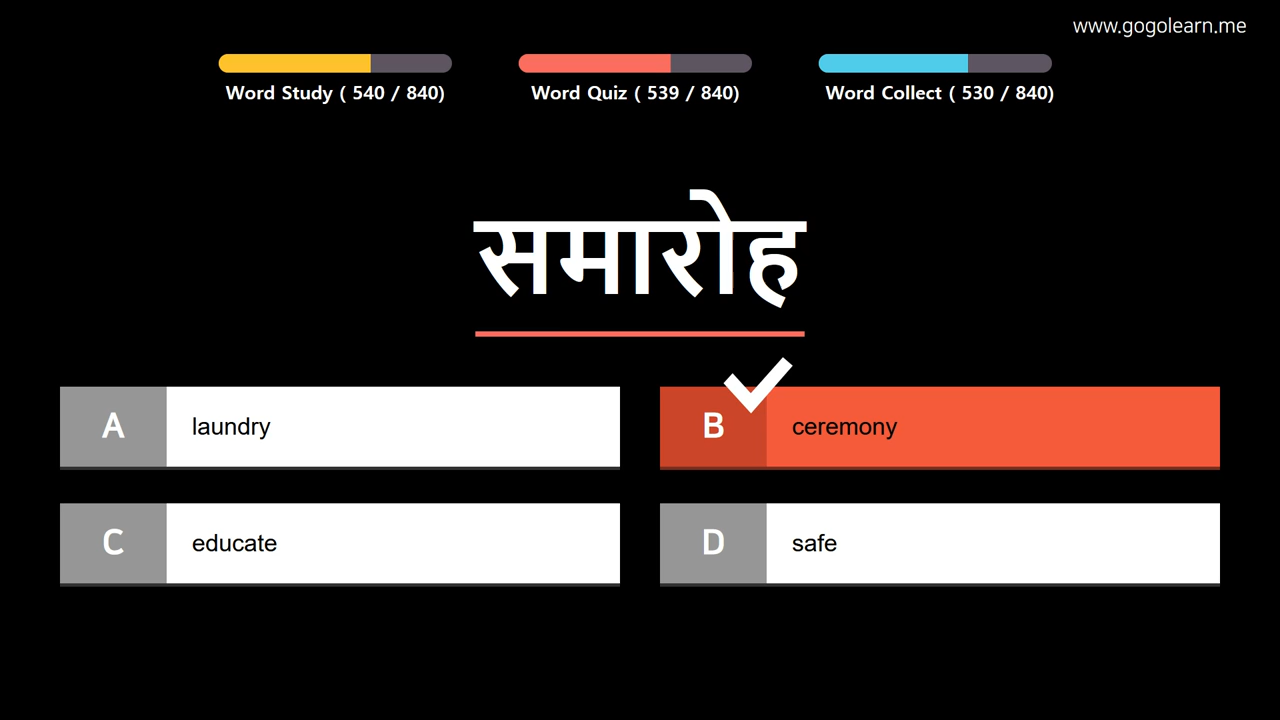 www.gogolearn.me
Word Study ( 540 / 840)
Word Quiz ( 539 / 840)
Word Collect ( 530 / 840)
समारोह
A laundry
B ceremony
C educate
D safe